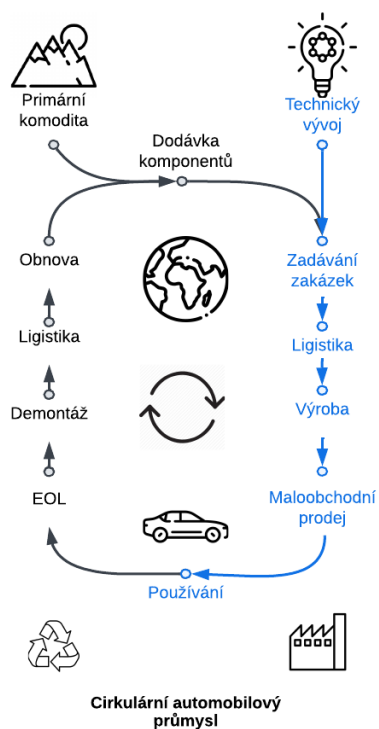 Primární
komodita
Technický
vývoj
Dodávka
komponentů
Obnova
Zadávání
zakázek
Ligistika
Ligistika
Demontáž
Výroba
EOL
Maloobchodní
prodej
Používání
Cirkulární automobilový
průmysl